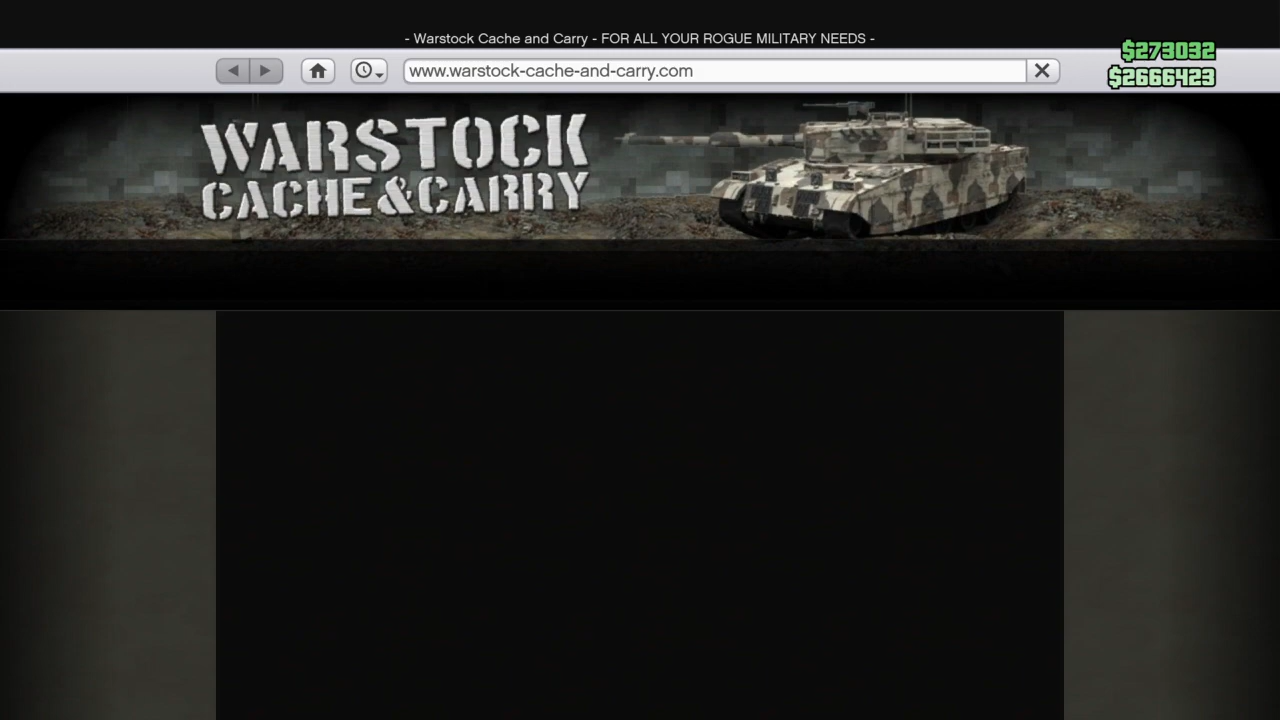 - Warstock Cache and Carry - FOR ALL YOUR ROGUE MILITARY NEEDS -
$273032
www.warstock-cache-and-carry.com
$2666423
WARSTOCK
CACHE&CARRY